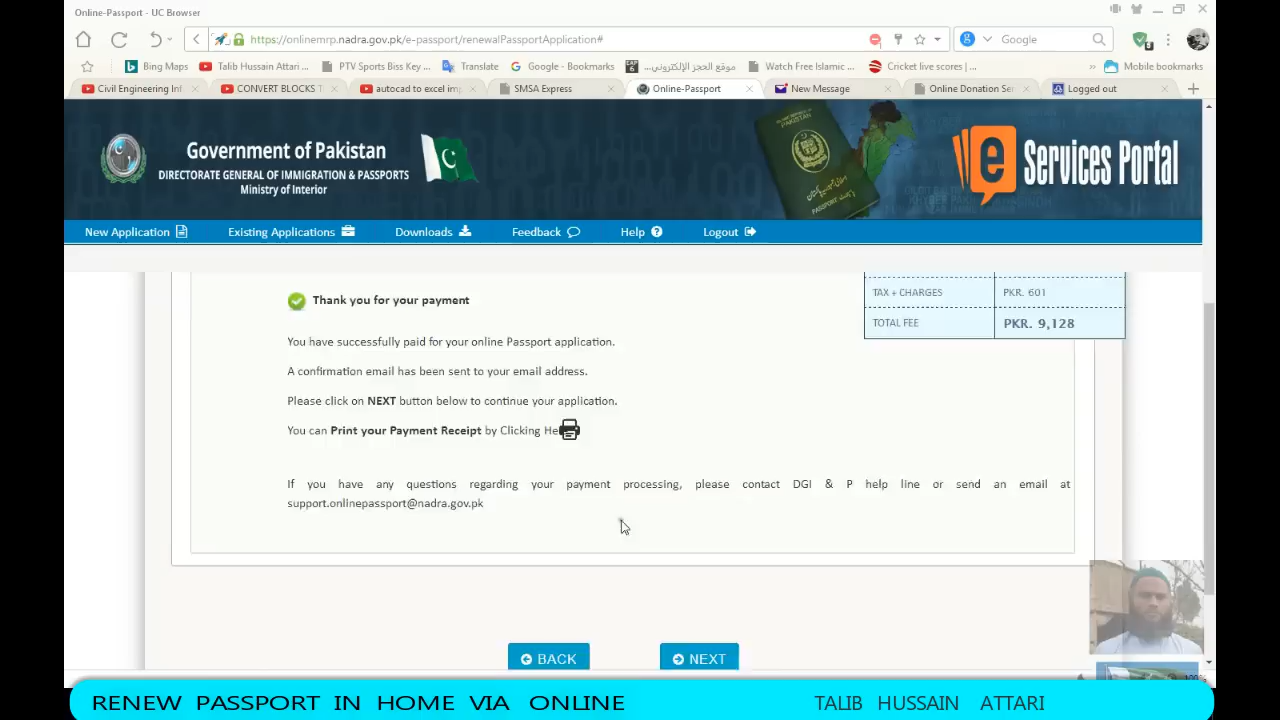 Online-Passport - UC Browser
https://onlinemrp.nadra.gov.pk/e-passport/renewalPassportApplication#
Google
Bing Maps
Talib Hussain Attari ...
PTV Sports Biss Key ...
Translate
Google - Bookmarks
موقع الحجز الإلكتروني...
Watch Free Islamic ...
Cricket live scores | ...
Mobile bookmarks
Civil Engineering Inf
CONVERT BLOCKS T
autocad to excel imp
SMSA Express
Online-Passport
New Message
Online Donation Se
Logged out
Government of Pakistan
DIRECTORATE GENERAL OF IMMIGRATION & PASSPORTS
Ministry of Interior
PAKISTAN
PASSPORT
e Services Portal
New Application
Existing Applications
Downloads
Feedback
Help
Logout
TAX + CHARGES PKR. 601
TOTAL FEE PKR. 9,128
Thank you for your payment
You have successfully paid for your online Passport application.
A confirmation email has been sent to your email address.
Please click on NEXT button below to continue your application.
You can Print your Payment Receipt by Clicking He
If you have any questions regarding your payment processing, please contact DGI & P help line or send an email at
support.onlinepassport@nadra.gov.pk
BACK
NEXT
100%
RENEW PASSPORT IN HOME VIA ONLINE
TALIB HUSSAIN ATTARI